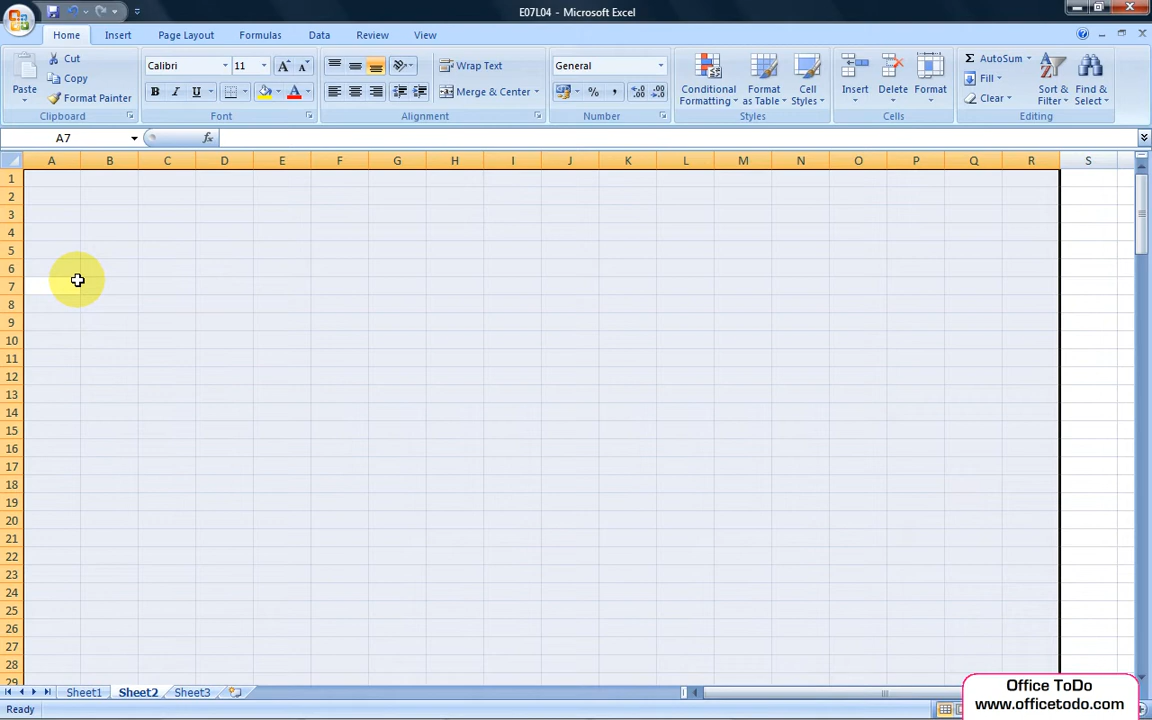 E07L04 - Microsoft Excel
Home Insert Page Layout Formulas Data Review View
Paste
Cut
Copy
Format Painter
Clipboard
Calibri 11
B I U
A
Font
Wrap Text
Merge & Center
Alignment
General
% , .0 .00
Number
Conditional Formatting
Format as Table
Cell Styles
Styles
Insert Delete Format
Cells
Σ AutoSum
Fill
Clear
Sort & Filter
Find & Select
Editing
A7 fx
A B C D E F G H I J K L M N O P Q R S
1
2
3
4
5
6
7
8
9
10
11
12
13
14
15
16
17
18
19
20
21
22
23
24
25
26
27
28
29
Sheet1 Sheet2 Sheet3
Ready
Office ToDo
www.officetodo.com